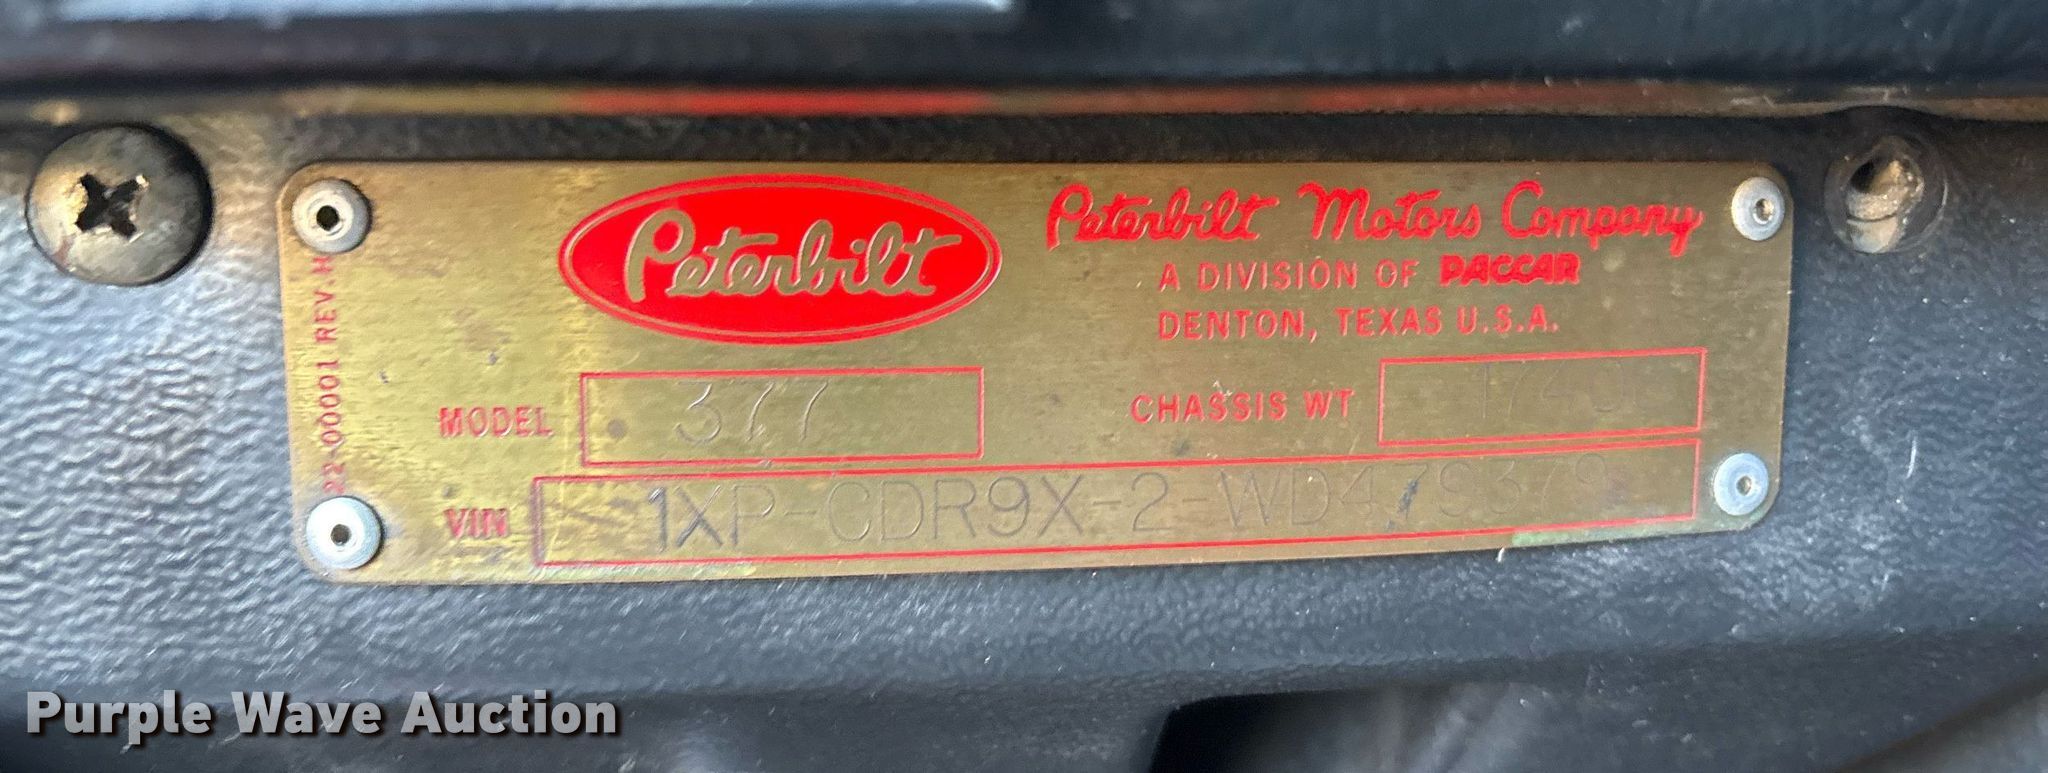 Peterbilt
Peterbilt Motors Company
A DIVISION OF PACCAR
DENTON, TEXAS U.S.A.
22-00001 REV. H
MODEL 377
CHASSIS WT
VIN 1XP-CDR9X-2-WD479379
Purple Wave Auction